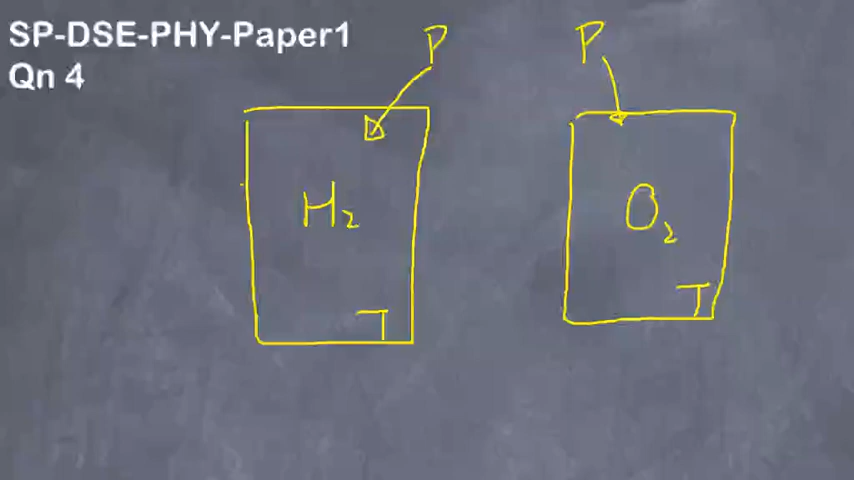 SP-DSE-PHY-Paper1
Qn 4
P
P
H₂
O₂
T
T